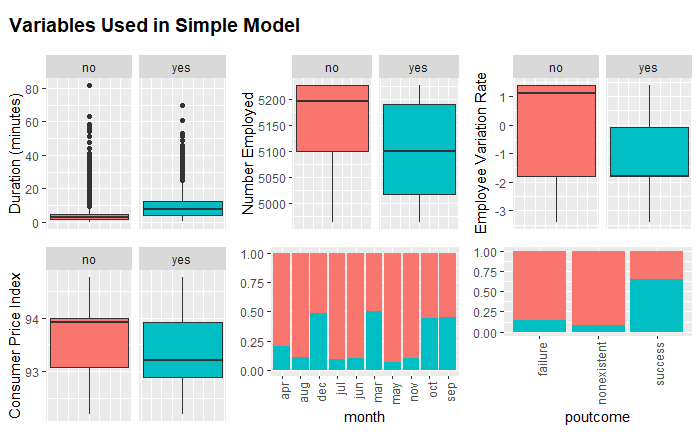 Variables Used in Simple Model
no yes
Duration (minutes)
80
60
40
20
0
no yes
Number Employed
5200
5150
5100
5050
5000
no yes
Employee Variation Rate
1
0
-1
-2
-3
no yes
Consumer Price Index
94
93
1.00
0.75
0.50
0.25
0.00
apr aug dec jul jun mar may nov oct sep
month
1.00
0.75
0.50
0.25
0.00
failure nonexistent success
poutcome